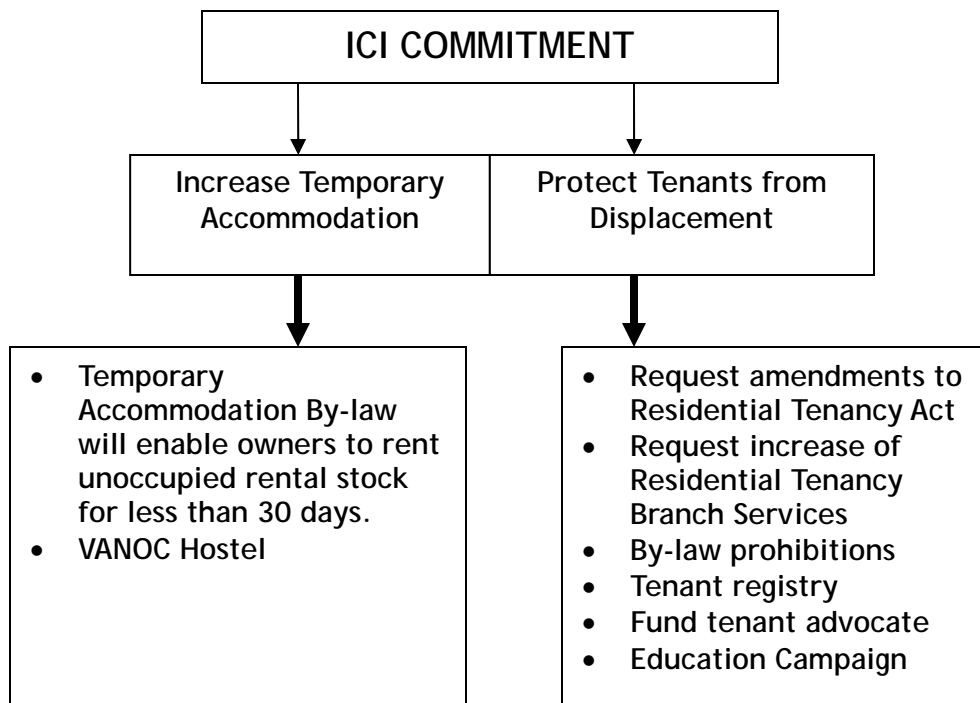 ICI COMMITMENT
Increase Temporary
Accommodation
Protect Tenants from
Displacement
• Temporary
Accommodation By-law
will enable owners to rent
unoccupied rental stock
for less than 30 days.
• VANOC Hostel
• Request amendments to
Residential Tenancy Act
• Request increase of
Residential Tenancy
Branch Services
• By-law prohibitions
• Tenant registry
• Fund tenant advocate
• Education Campaign